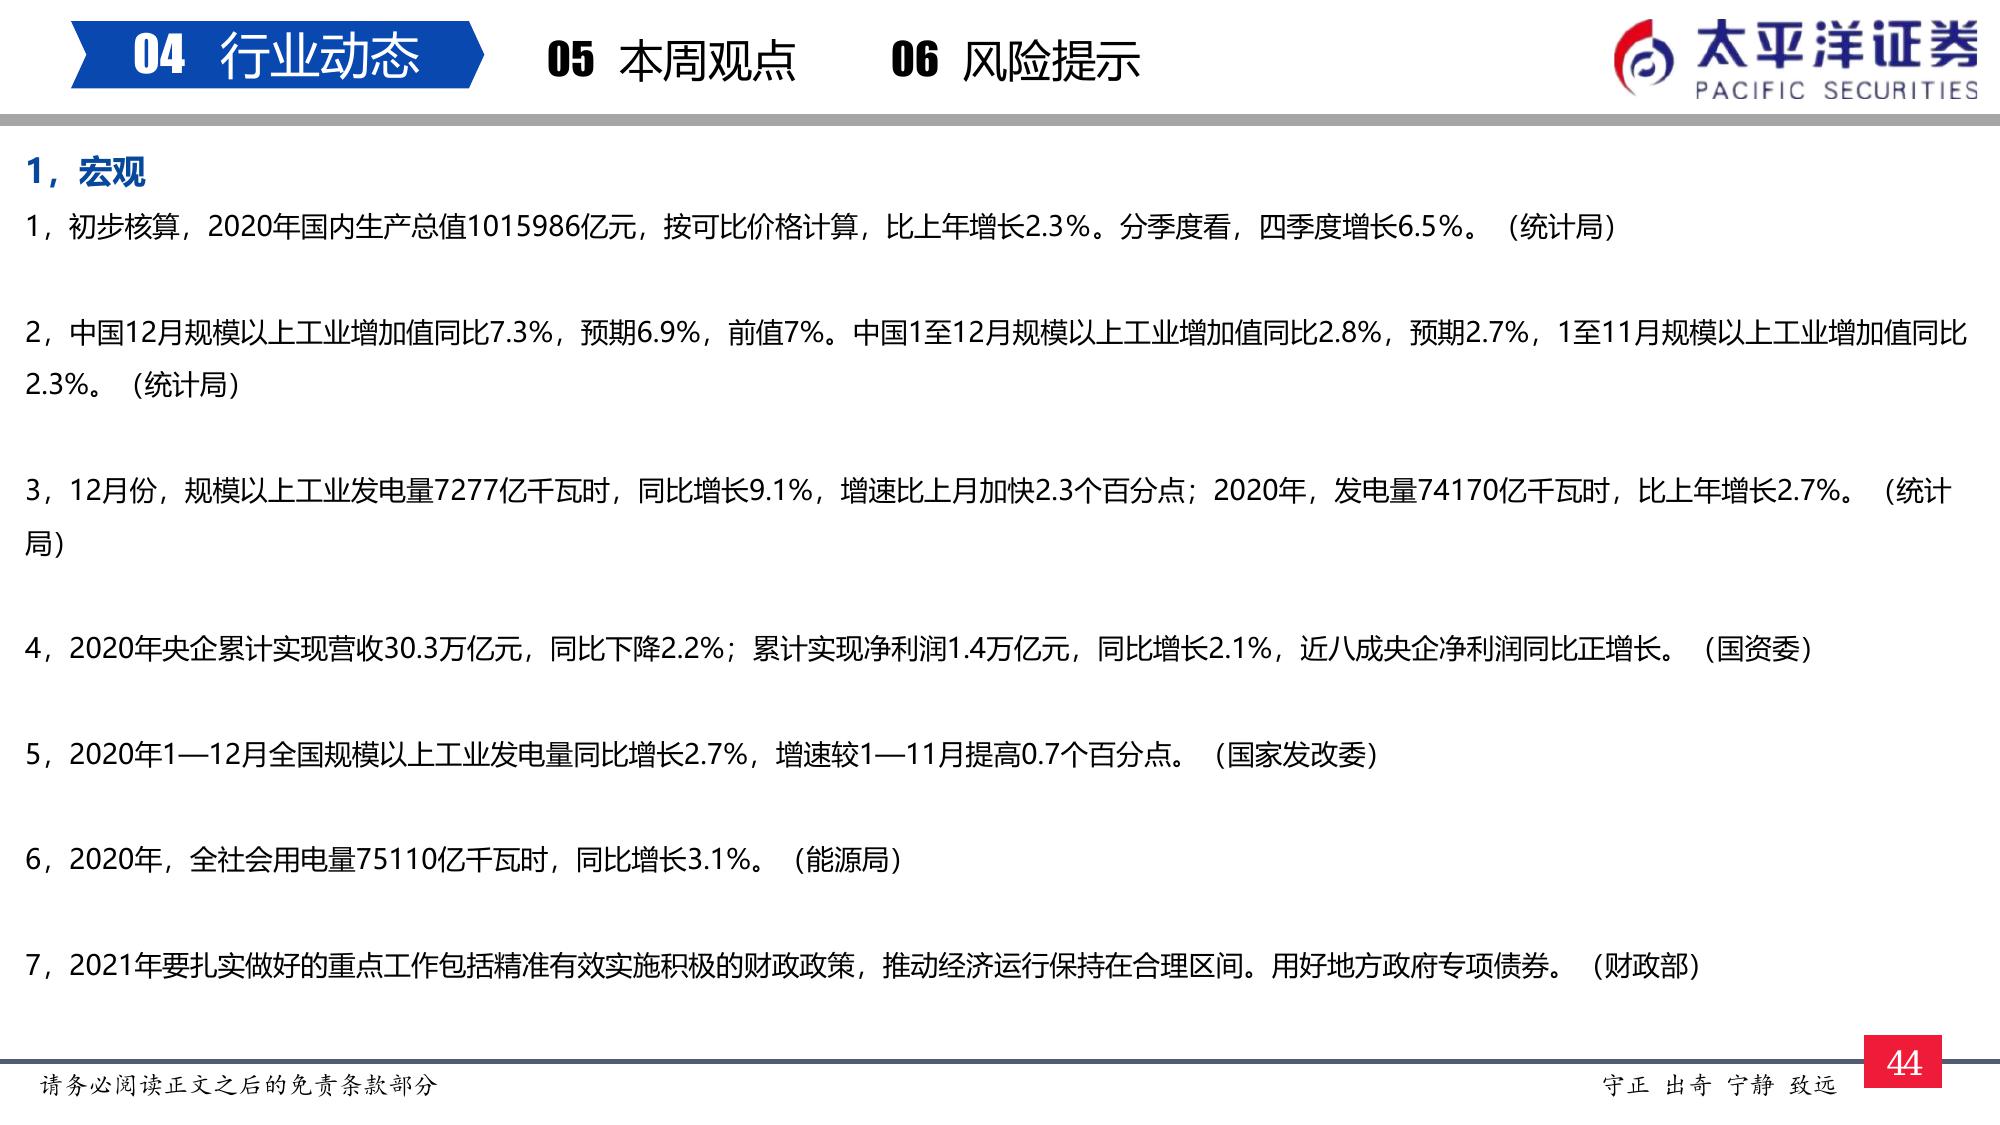 04 行业动态
05 本周观点
06 风险提示
太平洋证券
PACIFIC SECURITIES
1，宏观
1，初步核算，2020年国内生产总值1015986亿元，按可比价格计算，比上年增长2.3%。分季度看，四季度增长6.5%。（统计局）
2，中国12月规模以上工业增加值同比7.3%，预期6.9%，前值7%。中国1至12月规模以上工业增加值同比2.8%，预期2.7%，1至11月规模以上工业增加值同比
2.3%。（统计局）
3，12月份，规模以上工业发电量7277亿千瓦时，同比增长9.1%，增速比上月加快2.3个百分点；2020年，发电量74170亿千瓦时，比上年增长2.7%。（统计
局）
4，2020年央企累计实现营收30.3万亿元，同比下降2.2%；累计实现净利润1.4万亿元，同比增长2.1%，近八成央企净利润同比正增长。（国资委）
5，2020年1—12月全国规模以上工业发电量同比增长2.7%，增速较1—11月提高0.7个百分点。（国家发改委）
6，2020年，全社会用电量75110亿千瓦时，同比增长3.1%。（能源局）
7，2021年要扎实做好的重点工作包括精准有效实施积极的财政政策，推动经济运行保持在合理区间。用好地方政府专项债券。（财政部）
请务必阅读正文之后的免责条款部分
守正 出奇 宁静 致远
44